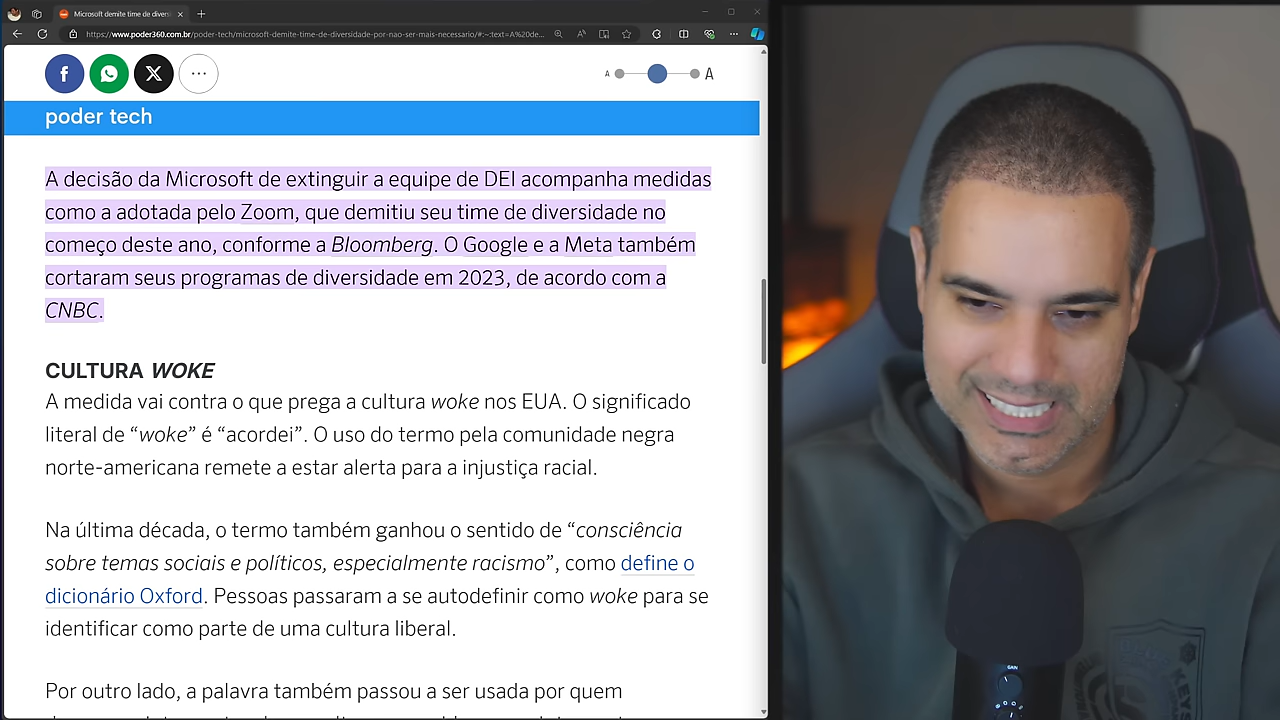 Microsoft demite time de divers
https://www.poder360.com.br/poder-tech/microsoft-demite-time-de-diversidade-por-nao-ser-mais-necessario/#:~:text=A%20de...
A A
poder tech
A decisão da Microsoft de extinguir a equipe de DEI acompanha medidas
como a adotada pelo Zoom, que demitiu seu time de diversidade no
começo deste ano, conforme a Bloomberg. O Google e a Meta também
cortaram seus programas de diversidade em 2023, de acordo com a
CNBC.
CULTURA WOKE
A medida vai contra o que prega a cultura woke nos EUA. O significado
literal de “woke” é “acordei”. O uso do termo pela comunidade negra
norte-americana remete a estar alerta para a injustiça racial.
Na última década, o termo também ganhou o sentido de “consciência
sobre temas sociais e políticos, especialmente racismo”, como define o
dicionário Oxford. Pessoas passaram a se autodefinir como woke para se
identificar como parte de uma cultura liberal.
Por outro lado, a palavra também passou a ser usada por quem
GAIN